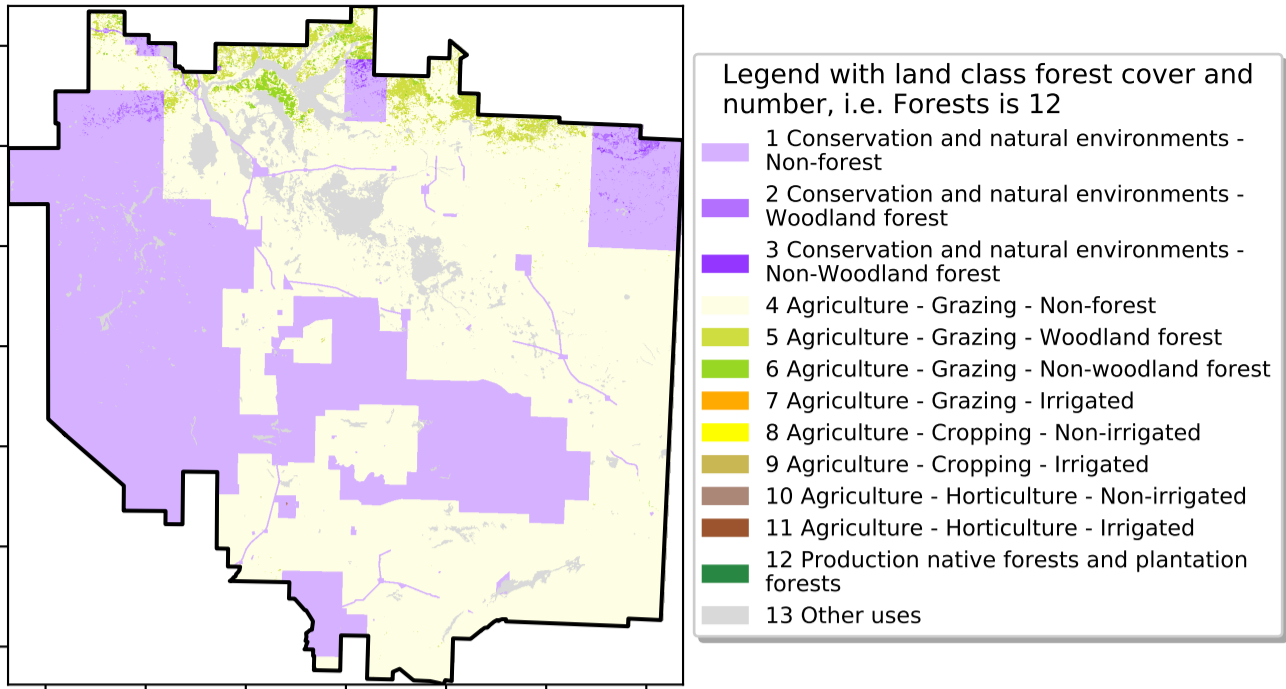 Legend with land class forest cover and
number, i.e. Forests is 12
1 Conservation and natural environments -
Non-forest
2 Conservation and natural environments -
Woodland forest
3 Conservation and natural environments -
Non-Woodland forest
4 Agriculture - Grazing - Non-forest
5 Agriculture - Grazing - Woodland forest
6 Agriculture - Grazing - Non-woodland forest
7 Agriculture - Grazing - Irrigated
8 Agriculture - Cropping - Non-irrigated
9 Agriculture - Cropping - Irrigated
10 Agriculture - Horticulture - Non-irrigated
11 Agriculture - Horticulture - Irrigated
12 Production native forests and plantation
forests
13 Other uses